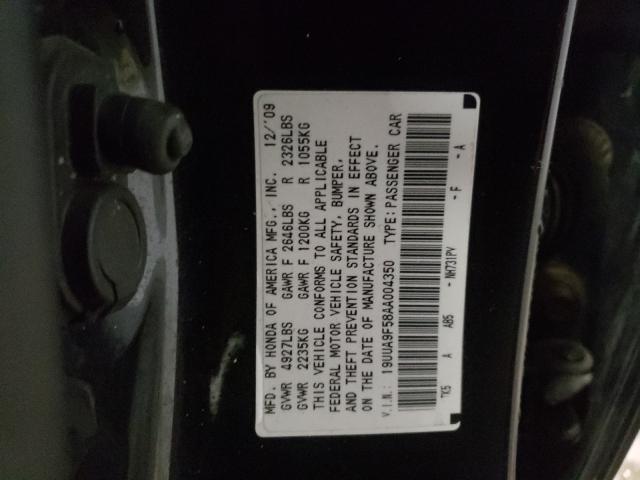 MFD. BY HONDA OF AMERICA MFG., INC. 12/'09
GVWR 4927LBS GAWR F 2646LBS R 2326LBS
GVWR 2235KG GAWR F 1200KG R 1055KG
THIS VEHICLE CONFORMS TO ALL APPLICABLE
FEDERAL MOTOR VEHICLE SAFETY, BUMPER,
AND THEFT PREVENTION STANDARDS IN EFFECT
ON THE DATE OF MANUFACTURE SHOWN ABOVE.
V.I.N.: 19UUA9F58AA004350 TYPE:PASSENGER CAR
TK5 A AB5 - NH731PV - F - A